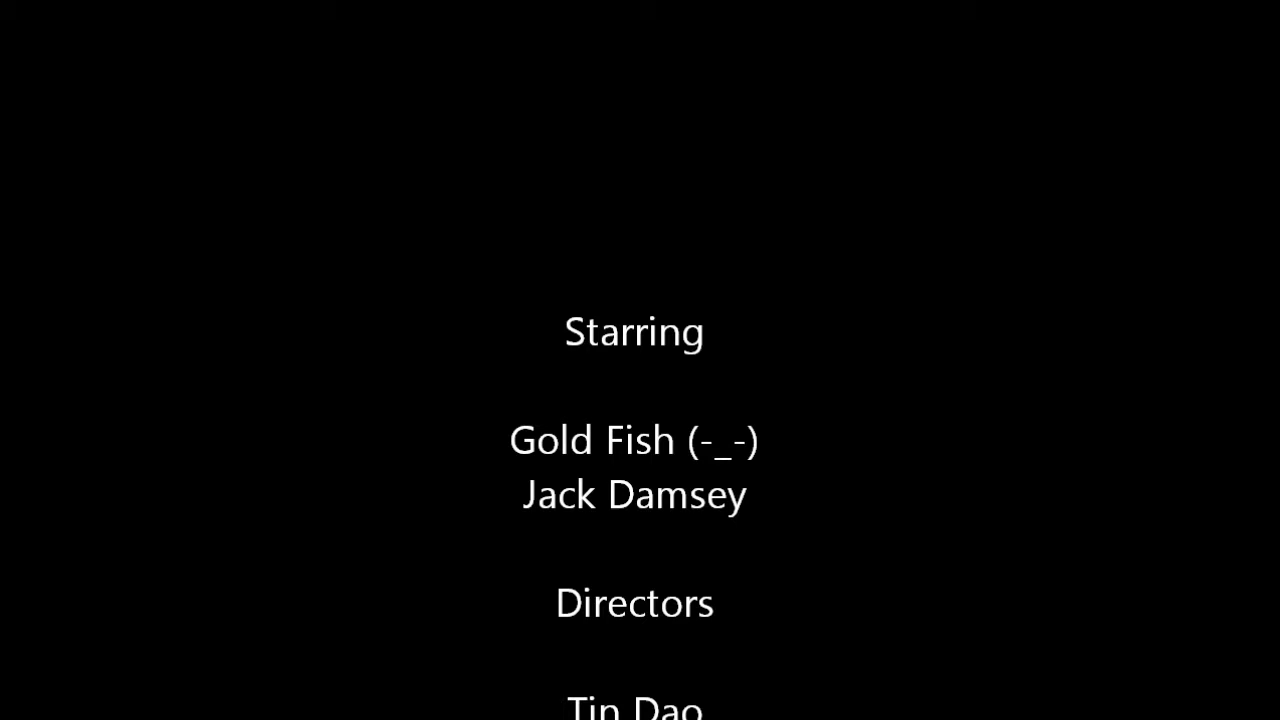 Starring
Gold Fish (-_-)
Jack Damsey
Directors
Tin Dao